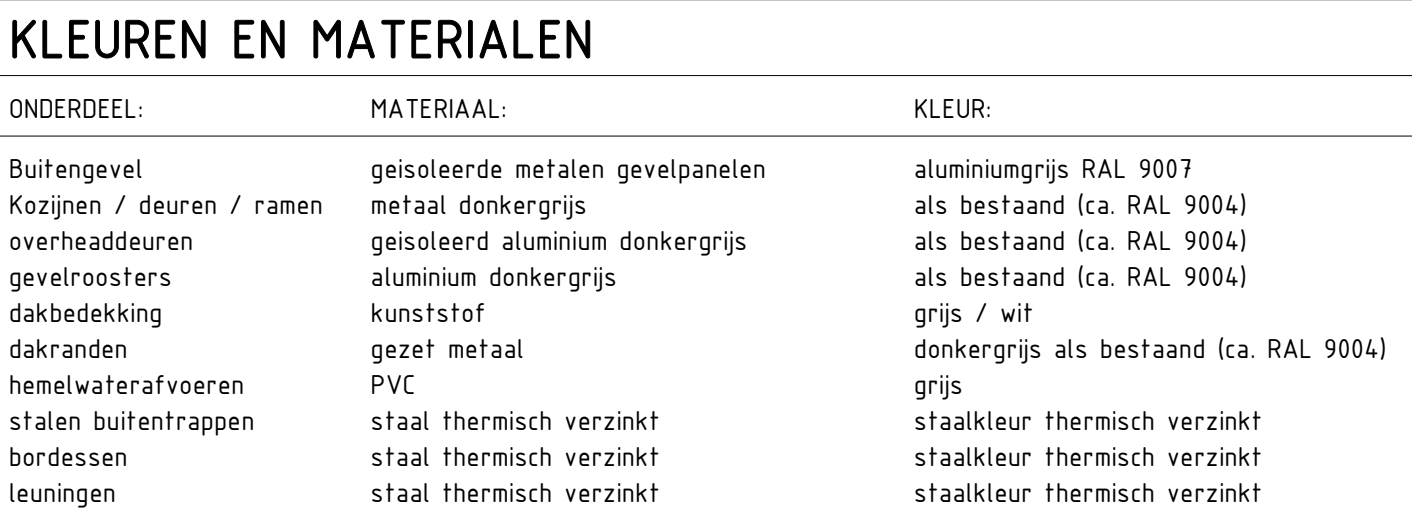 KLEUREN EN MATERIALEN
ONDERDEEL: MATERIAAL: KLEUR:
Buitengevel geisoleerde metalen gevelpanelen aluminiumgrijs RAL 9007
Kozijnen / deuren / ramen metaal donkergrijs als bestaand (ca. RAL 9004)
overheaddeuren geisoleerd aluminium donkergrijs als bestaand (ca. RAL 9004)
gevelroosters aluminium donkergrijs als bestaand (ca. RAL 9004)
dakbedekking kunststof grijs / wit
dakranden gezet metaal donkergrijs als bestaand (ca. RAL 9004)
hemelwaterafvoeren PVC grijs
stalen buitentrappen staal thermisch verzinkt staalkleur thermisch verzinkt
bordessen staal thermisch verzinkt staalkleur thermisch verzinkt
leuningen staal thermisch verzinkt staalkleur thermisch verzinkt